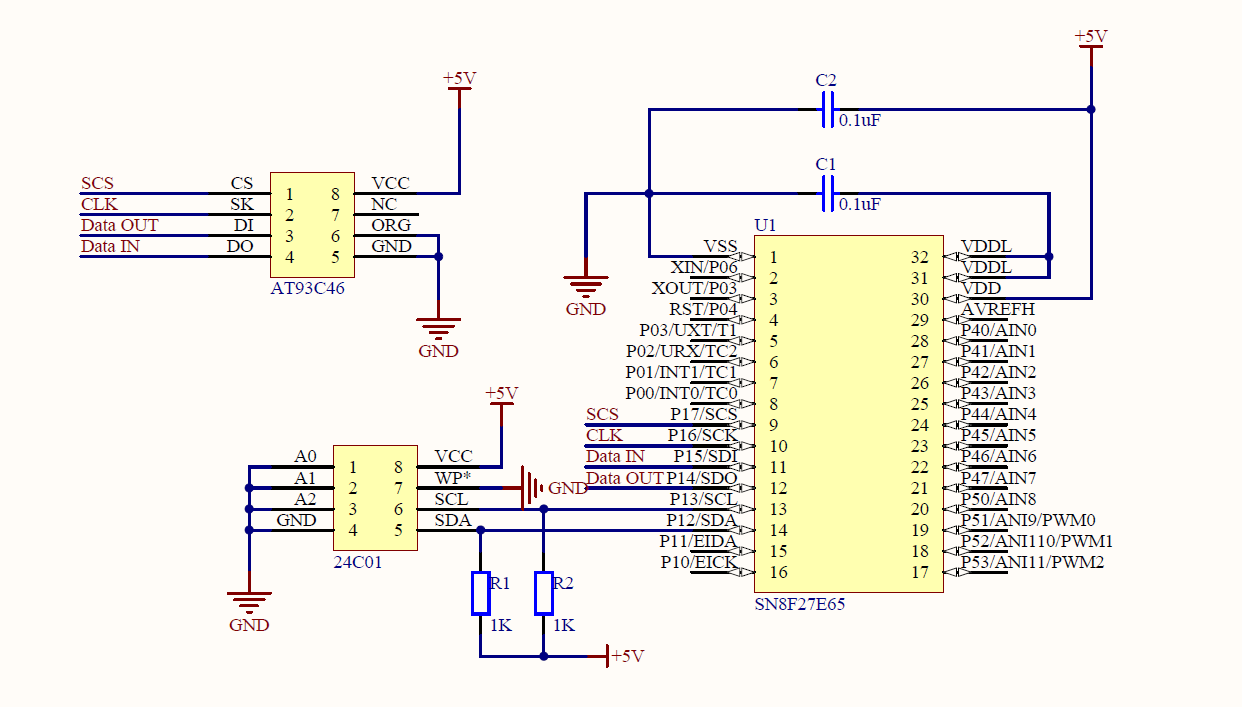 +5V
C2
0.1uF
C1
0.1uF
GND
+5V
SCS CS 1 8 VCC
CLK SK 2 7 NC
Data OUT DI 3 6 ORG
Data IN DO 4 5 GND
AT93C46
GND
U1
VSS 1 32 VDDL
XIN/P06 2 31 VDDL
XOUT/P03 3 30 VDD
RST/P04 4 29 AVREFH
P03/UXT/T1 5 28 P40/AIN0
P02/URX/TC2 6 27 P41/AIN1
P01/INT1/TC1 7 26 P42/AIN2
P00/INT0/TC0 8 25 P43/AIN3
SCS P17/SCS 9 24 P44/AIN4
CLK P16/SCK 10 23 P45/AIN5
Data IN P15/SDI 11 22 P46/AIN6
Data OUT P14/SDO 12 21 P47/AIN7
P13/SCL 13 20 P50/AIN8
P12/SDA 14 19 P51/ANI9/PWM0
P11/EIDA 15 18 P52/ANI110/PWM1
P10/EICK 16 17 P53/ANI11/PWM2
SN8F27E65
+5V
A0 1 8 VCC
A1 2 7 WP* GND
A2 3 6 SCL
GND 4 5 SDA
24C01
GND
R1
1K
R2
1K
+5V